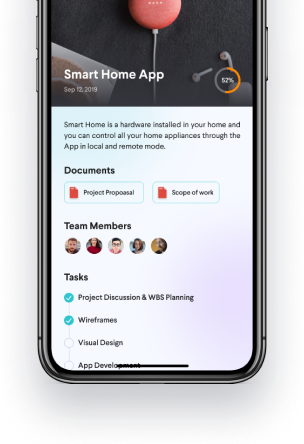 Smart Home App
52%
Sep 12, 2019
Smart Home is a hardware installed in your home and
you can control all your home appliances through the
App in local and remote mode.
Documents
Project Propoasal
Scope of work
Team Members
Tasks
Project Discussion & WBS Planning
Wireframes
Visual Design
App Development